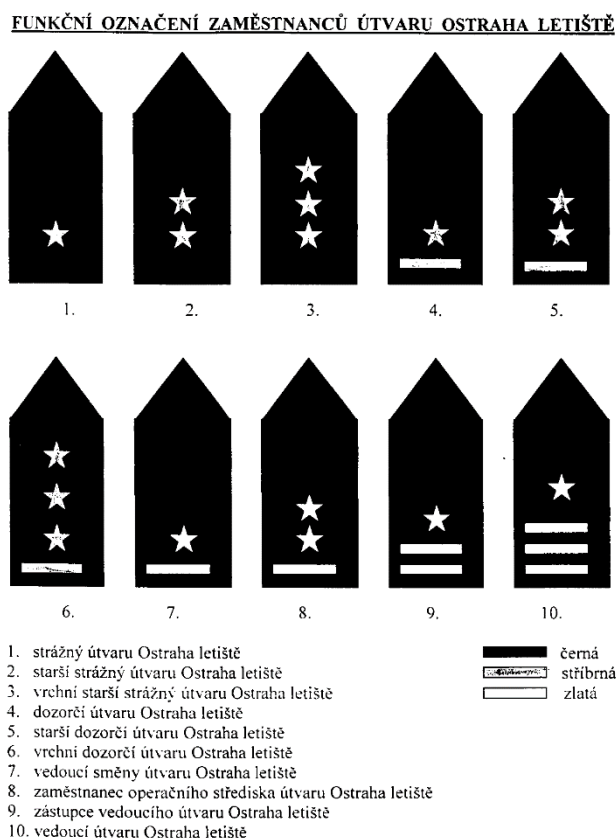 FUNKČNÍ OZNAČENÍ ZAMĚSTNANCŮ ÚTVARU OSTRAHA LETIŠTĚ
1. 2. 3. 4. 5.
6. 7. 8. 9. 10.
1. strážný útvaru Ostraha letiště
2. starší strážný útvaru Ostraha letiště
3. vrchní starší strážný útvaru Ostraha letiště
4. dozorčí útvaru Ostraha letiště
5. starší dozorčí útvaru Ostraha letiště
6. vrchní dozorčí útvaru Ostraha letiště
7. vedoucí směny útvaru Ostraha letiště
8. zaměstnanec operačního střediska útvaru Ostraha letiště
9. zástupce vedoucího útvaru Ostraha letiště
10. vedoucí útvaru Ostraha letiště
černá
stříbrná
zlatá